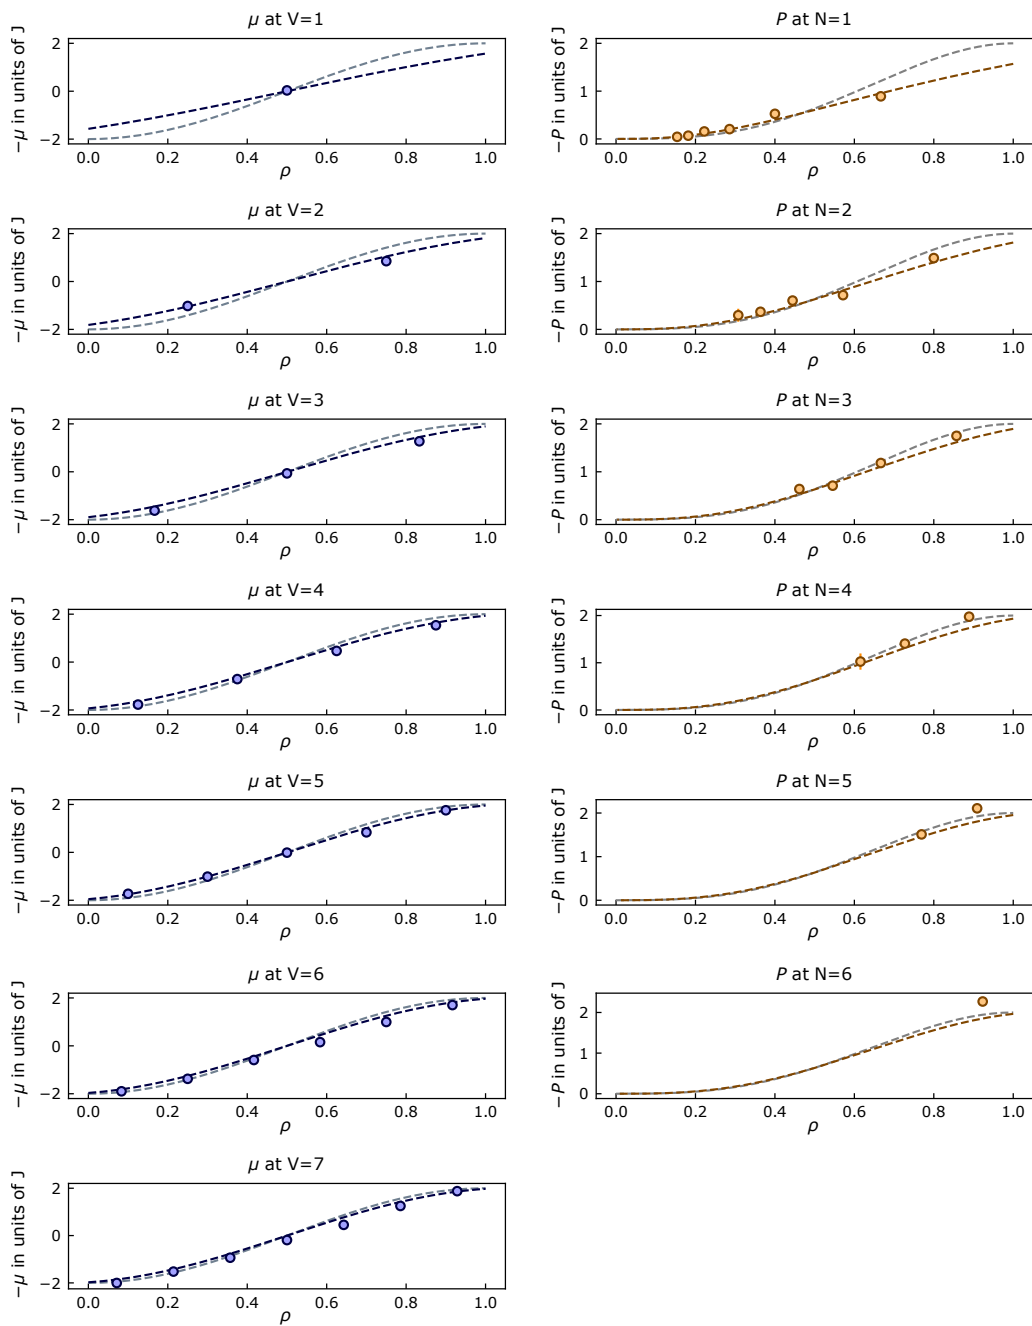 μ at V=1
−μ in units of J
2
0
−2
0.0 0.2 0.4 0.6 0.8 1.0
ρ
P at N=1
−P in units of J
2
1
0
0.0 0.2 0.4 0.6 0.8 1.0
ρ
μ at V=2
−μ in units of J
2
0
−2
0.0 0.2 0.4 0.6 0.8 1.0
ρ
P at N=2
−P in units of J
2
1
0
0.0 0.2 0.4 0.6 0.8 1.0
ρ
μ at V=3
−μ in units of J
2
0
−2
0.0 0.2 0.4 0.6 0.8 1.0
ρ
P at N=3
−P in units of J
2
1
0
0.0 0.2 0.4 0.6 0.8 1.0
ρ
μ at V=4
−μ in units of J
2
0
−2
0.0 0.2 0.4 0.6 0.8 1.0
ρ
P at N=4
−P in units of J
2
1
0
0.0 0.2 0.4 0.6 0.8 1.0
ρ
μ at V=5
−μ in units of J
2
0
−2
0.0 0.2 0.4 0.6 0.8 1.0
ρ
P at N=5
−P in units of J
2
1
0
0.0 0.2 0.4 0.6 0.8 1.0
ρ
μ at V=6
−μ in units of J
2
0
−2
0.0 0.2 0.4 0.6 0.8 1.0
ρ
P at N=6
−P in units of J
2
1
0
0.0 0.2 0.4 0.6 0.8 1.0
ρ
μ at V=7
−μ in units of J
2
0
−2
0.0 0.2 0.4 0.6 0.8 1.0
ρ